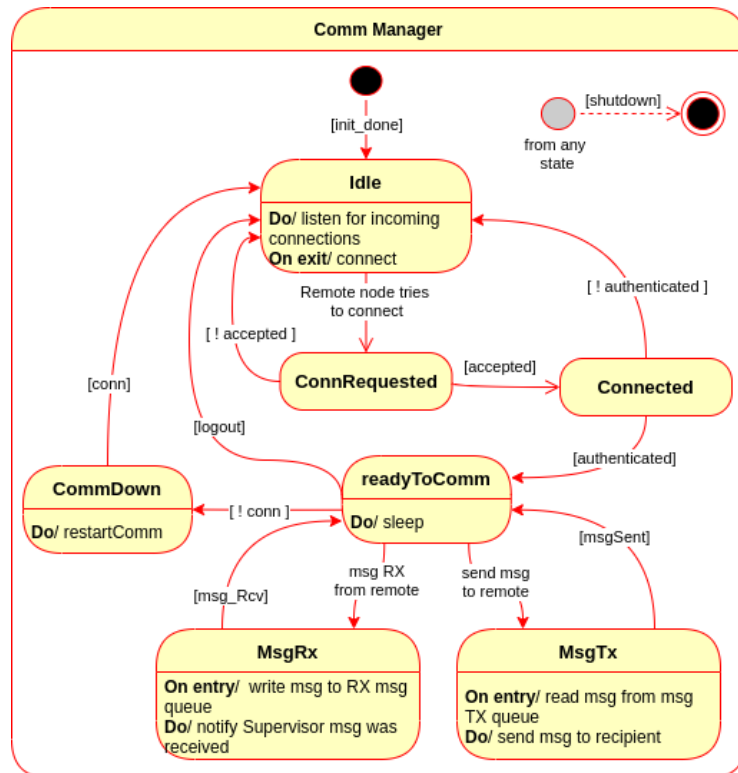 Comm Manager
[init_done]
[shutdown]
from any
state
Idle
Do/ listen for incoming
connections
On exit/ connect
Remote node tries
to connect
[ ! accepted ]
[ ! authenticated ]
ConnRequested
[accepted]
Connected
[conn]
[logout]
[authenticated]
CommDown
Do/ restartComm
[ ! conn ]
readyToComm
Do/ sleep
[msgSent]
[msg_Rcv]
msg RX
from remote
send msg
to remote
MsgRx
On entry/ write msg to RX msg
queue
Do/ notify Supervisor msg was
received
MsgTx
On entry/ read msg from msg
TX queue
Do/ send msg to recipient